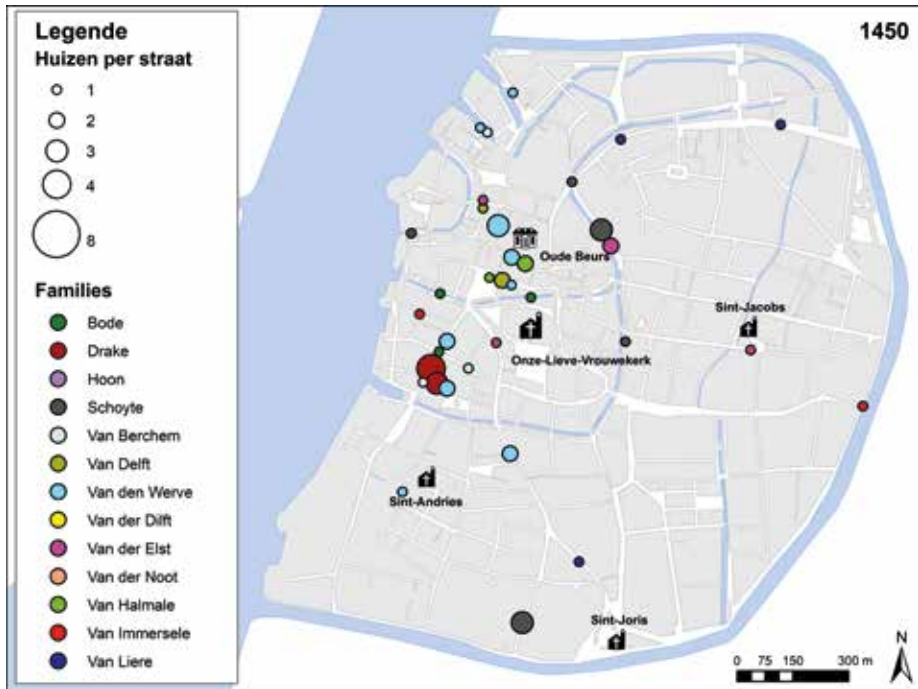 Legende
Huizen per straat
1
2
3
4
8
Families
Bode
Drake
Hoon
Schoyte
Van Berchem
Van Delft
Van den Werve
Van der Dilft
Van der Elst
Van der Noot
Van Halmale
Van Immersele
Van Liere
1450
Oude Beurs
Sint-Jacobs
Onze-Lieve-Vrouwekerk
Sint-Andries
Sint-Joris
N
0 75 150 300 m